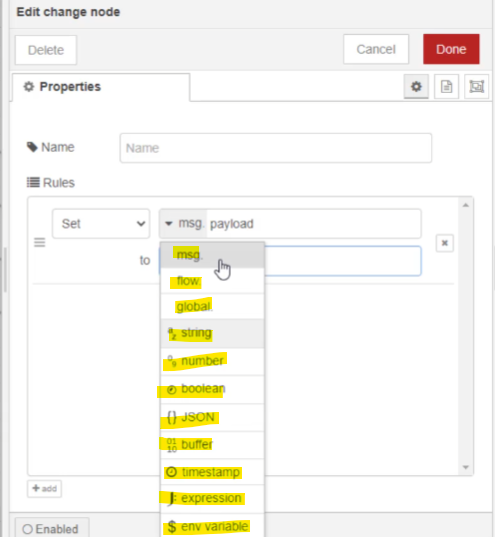 Edit change node
Delete
Cancel
Done
Properties
Name
Name
Rules
Set
msg. payload
to
msg.
flow
global
string
number
boolean
{} JSON
buffer
timestamp
expression
$ env variable
+ add
Enabled